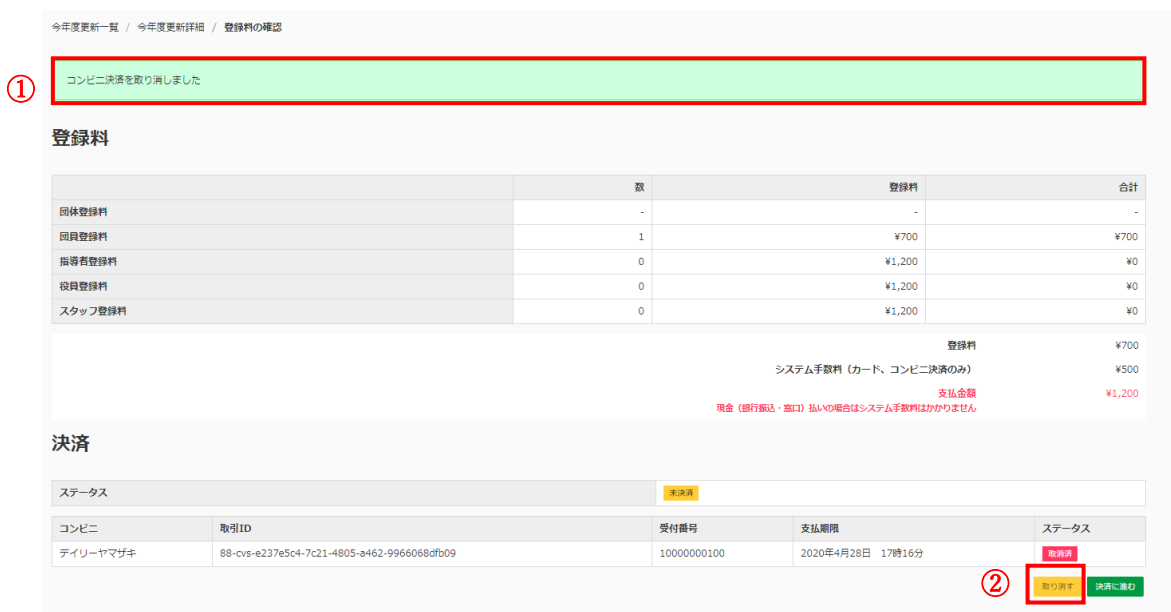 今年度更新一覧 / 今年度更新詳細 / 登録料の確認
① コンビニ決済を取り消しました
登録料
数 登録料 合計
団体登録料 - - -
団員登録料 1 ¥700 ¥700
指導者登録料 0 ¥1,200 ¥0
役員登録料 0 ¥1,200 ¥0
スタッフ登録料 0 ¥1,200 ¥0
登録料 ¥700
システム手数料（カード、コンビニ決済のみ） ¥500
支払金額 ¥1,200
現金（銀行振込・窓口）払いの場合はシステム手数料はかかりません
決済
ステータス 未決済
コンビニ 取引ID 受付番号 支払期限 ステータス
デイリーヤマザキ 88-cvs-e237e5c4-7c21-4805-a462-9966068dfb09 10000000100 2020年4月28日 17時16分 取消済
② 取り消す 決済に進む